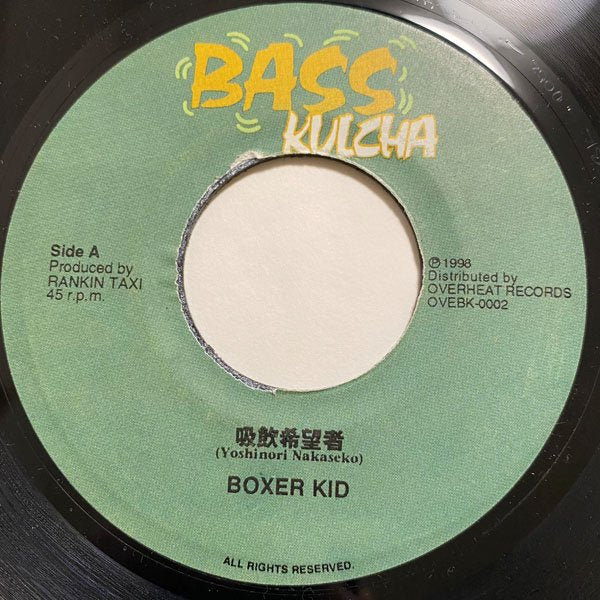 BASS
KULCHA
Side A
Produced by
RANKIN TAXI
45 r.p.m.
℗1998
Distributed by
OVERHEAT RECORDS
OVEBK-0002
吸飲希望者
(Yoshinori Nakaseko)
BOXER KID
ALL RIGHTS RESERVED.